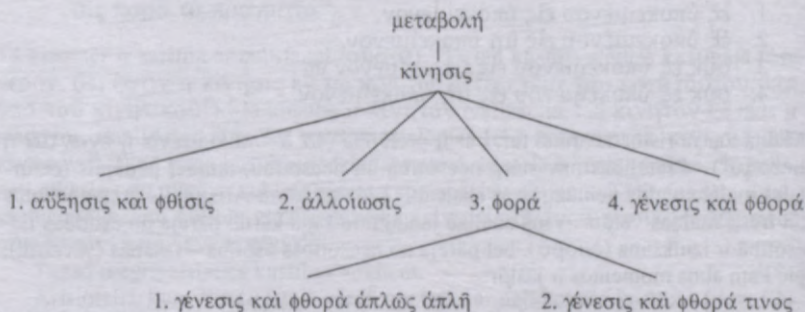 μεταβολή
κίνησις
1. αὔξησις καὶ φθίσις 2. ἀλλοίωσις 3. φορά 4. γένεσις καὶ φθορά
1. γένεσις καὶ φθορὰ ἁπλῶς ἁπλῆ 2. γένεσις καὶ φθορά τινος